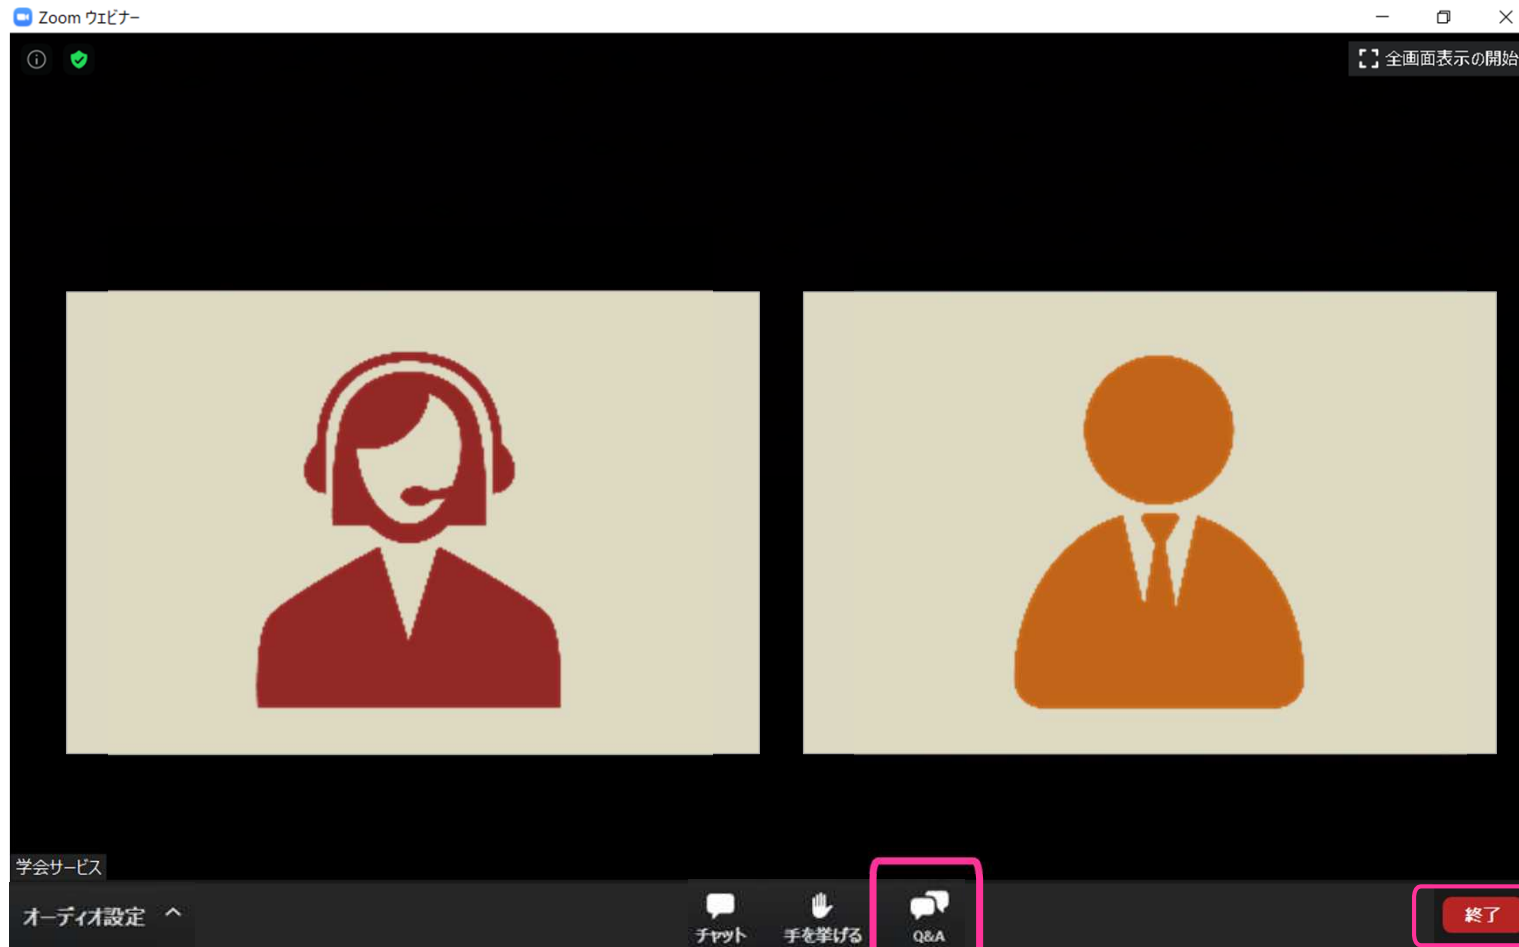 Zoom ウェビナー
全画面表示の開始
学会サービス
オーディオ設定
チャット
手を挙げる
Q&A
終了